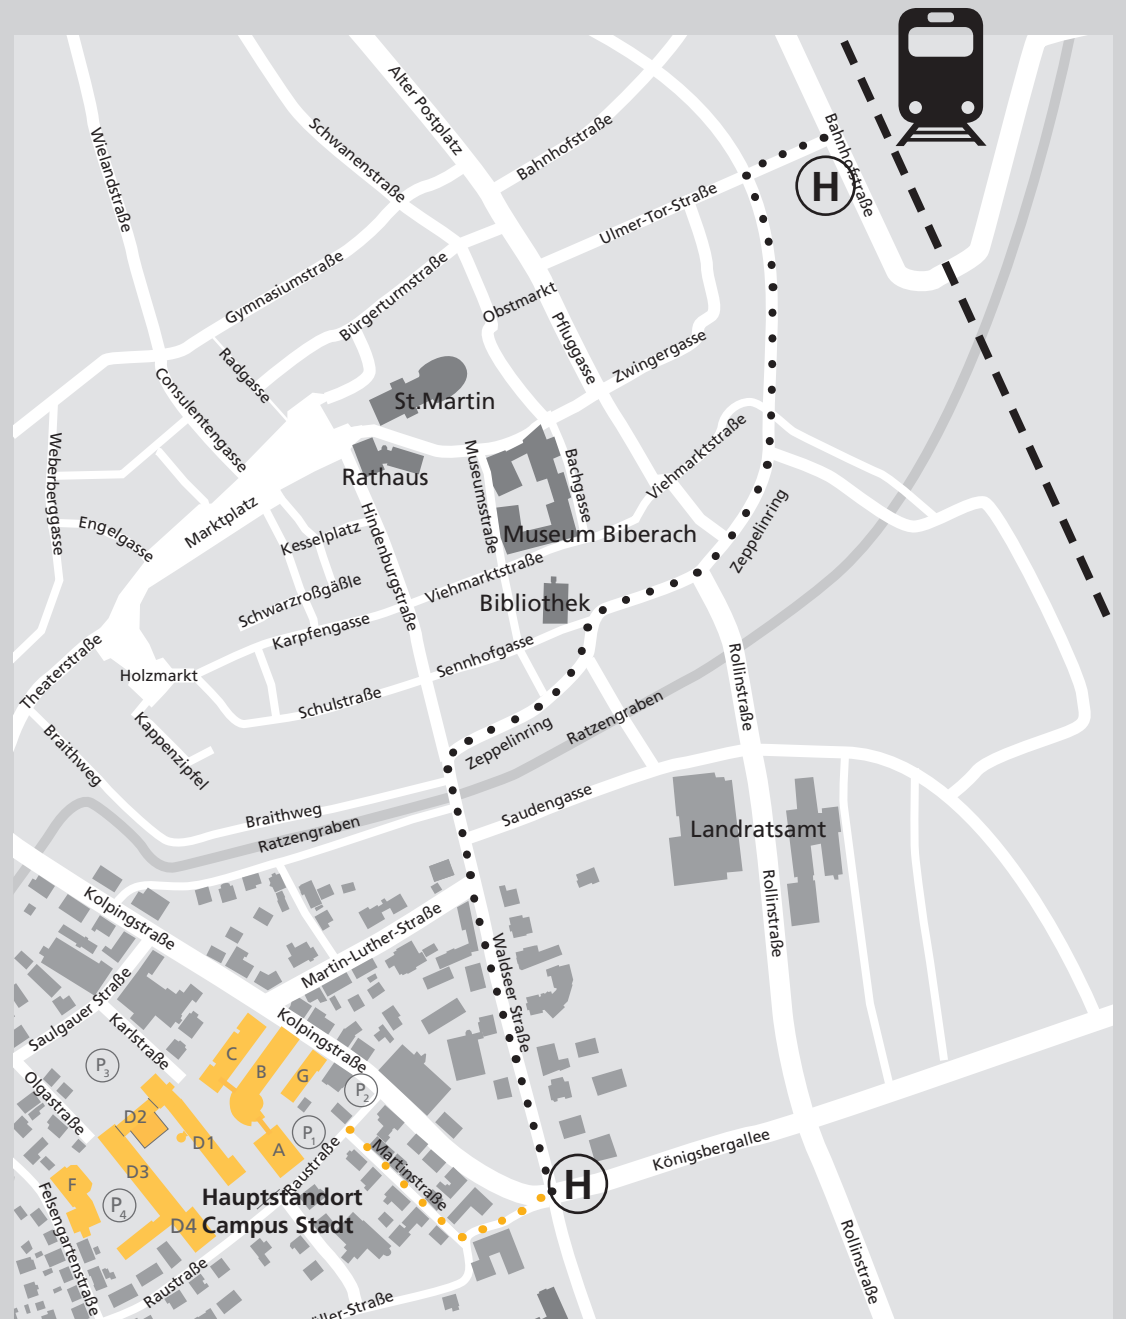 Alter Postplatz
Bahnhofstraße
Schwanenstraße
Bahnhofstraße
Wielandstraße
H
Ulmer-Tor-Straße
Gymnasiumstraße
Bürgerturmstraße
Obstmarkt
Pfluggasse
Zwingergasse
Radgasse
Consulentengasse
St.Martin
Rathaus
Museumsstraße
Bachgasse
Viehmarktstraße
Weberberggasse
Engelgasse
Marktplatz
Kesselplatz
Hindenburgstraße
Museum Biberach
Zeppelinring
Viehmarktstraße
Schwarzroßgäßle
Bibliothek
Karpfengasse
Sennhofgasse
Theaterstraße
Holzmarkt
Schulstraße
Rollinstraße
Kappenzipfel
Braithweg
Zeppelinring
Ratzengraben
Braithweg
Ratzengraben
Saudengasse
Landratsamt
Kolpingstraße
Martin-Luther-Straße
Rollinstraße
Waldseer Straße
Saulgauer Straße
Karlstraße
Kolpingstraße
P3
C
B
G
P2
Olgastraße
D2
D1
P1
A
Martinstraße
Raustraße
Königsbergallee
D3
F
P4
H
Hauptstandort
D4 Campus Stadt
Felsengartenstraße
Raustraße
Rollinstraße
üller-Straße